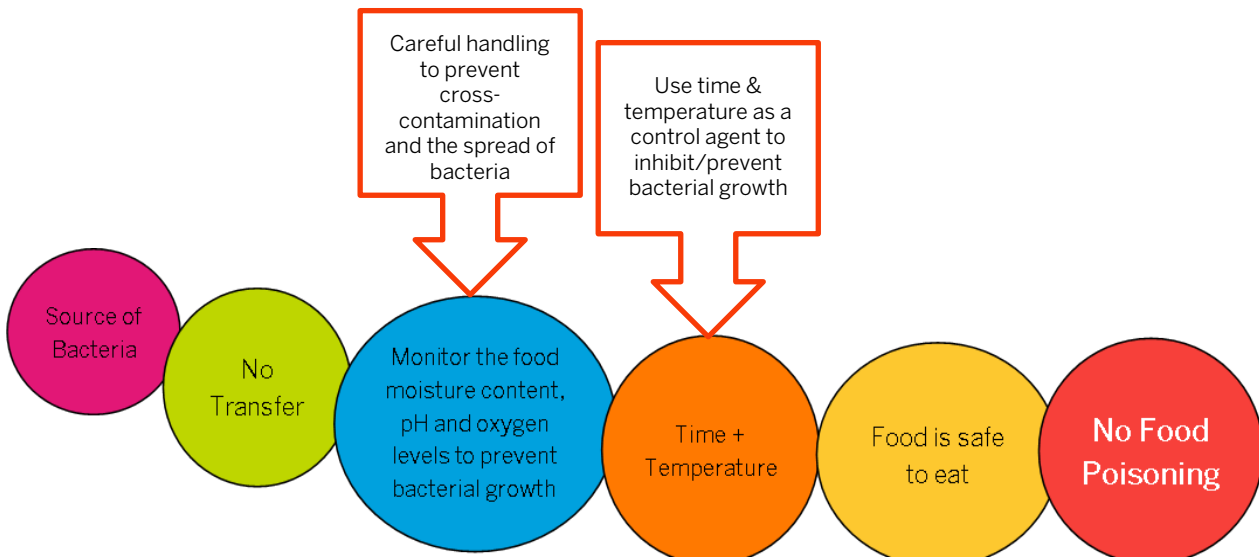 Careful handling
to prevent
cross-
contamination
and the spread of
bacteria
Use time &
temperature as a
control agent to
inhibit/prevent
bacterial growth
Source of
Bacteria
No
Transfer
Monitor the food
moisture content,
pH and oxygen
levels to prevent
bacterial growth
Time +
Temperature
Food is safe
to eat
No Food
Poisoning